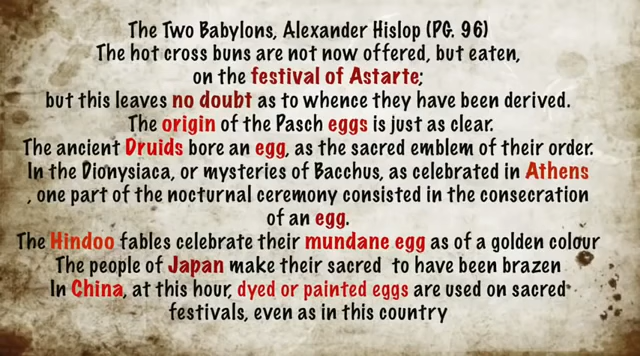 The Two Babylons, Alexander Hislop (PG. 96)
The hot cross buns are not now offered, but eaten,
on the festival of Astarte;
but this leaves no doubt as to whence they have been derived.
The origin of the Pasch eggs is just as clear.
The ancient Druids bore an egg, as the sacred emblem of their order.
In the Dionysiaca, or mysteries of Bacchus, as celebrated in Athens
, one part of the nocturnal ceremony consisted in the consecration
of an egg.
The Hindoo fables celebrate their mundane egg as of a golden colour
The people of Japan make their sacred to have been brazen
In China, at this hour, dyed or painted eggs are used on sacred
festivals, even as in this country